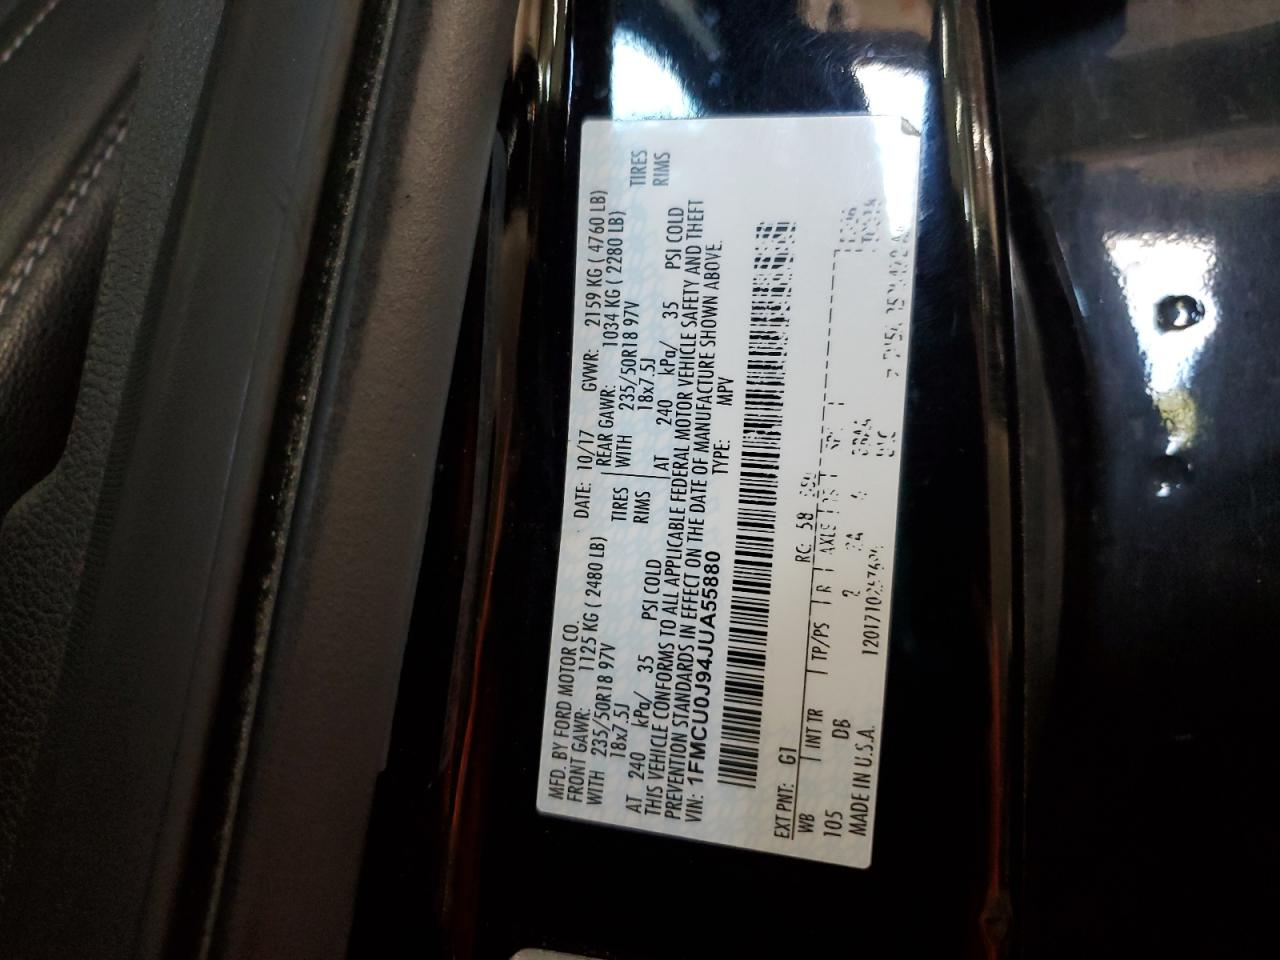 MFD. BY FORD MOTOR CO.
DATE: 10/17 GVWR: 2159 KG ( 4760 LB)
FRONT GAWR: 1125 KG ( 2480 LB) REAR GAWR: 1034 KG ( 2280 LB)
WITH 235/50R18 97V TIRES WITH 235/50R18 97V TIRES
18x7.5J RIMS 18x7.5J RIMS
AT 240 kPa/ 35 PSI COLD AT 240 kPa/ 35 PSI COLD
THIS VEHICLE CONFORMS TO ALL APPLICABLE FEDERAL MOTOR VEHICLE SAFETY AND THEFT
PREVENTION STANDARDS IN EFFECT ON THE DATE OF MANUFACTURE SHOWN ABOVE.
VIN: 1FMCU0J94JUA55880 TYPE: MPV
EXT PNT: G1 RC: 58
WB INT TR TP/PS R AXLE
105 DB 2
MADE IN U.S.A.